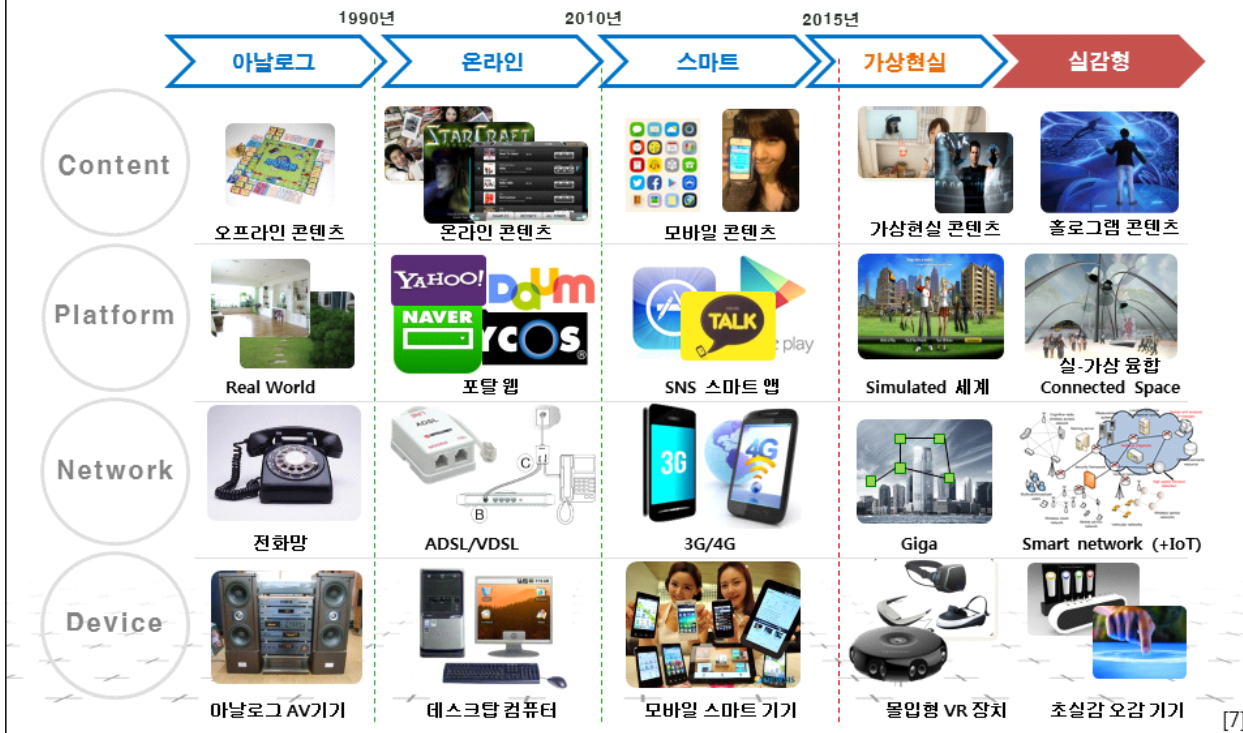 1990년 2010년 2015년
아날로그 온라인 스마트 가상현실 실감형
Content
STARCRAFT
오프라인 콘텐츠 온라인 콘텐츠 모바일 콘텐츠 가상현실 콘텐츠 홀로그램 콘텐츠
Platform
YAHOO! Daum
NAVER YCOS®
TALK
e play
실-가상 융합
Real World 포탈 웹 SNS 스마트 앱 Simulated 세계 Connected Space
Network
LINE
ADSL
C
B
3G 4G
전화망 ADSL/VDSL 3G/4G Giga Smart network (+IoT)
Device
아날로그 AV기기 데스크탑 컴퓨터 모바일 스마트 기기 몰입형 VR 장치 초실감 오감 기기
[7]